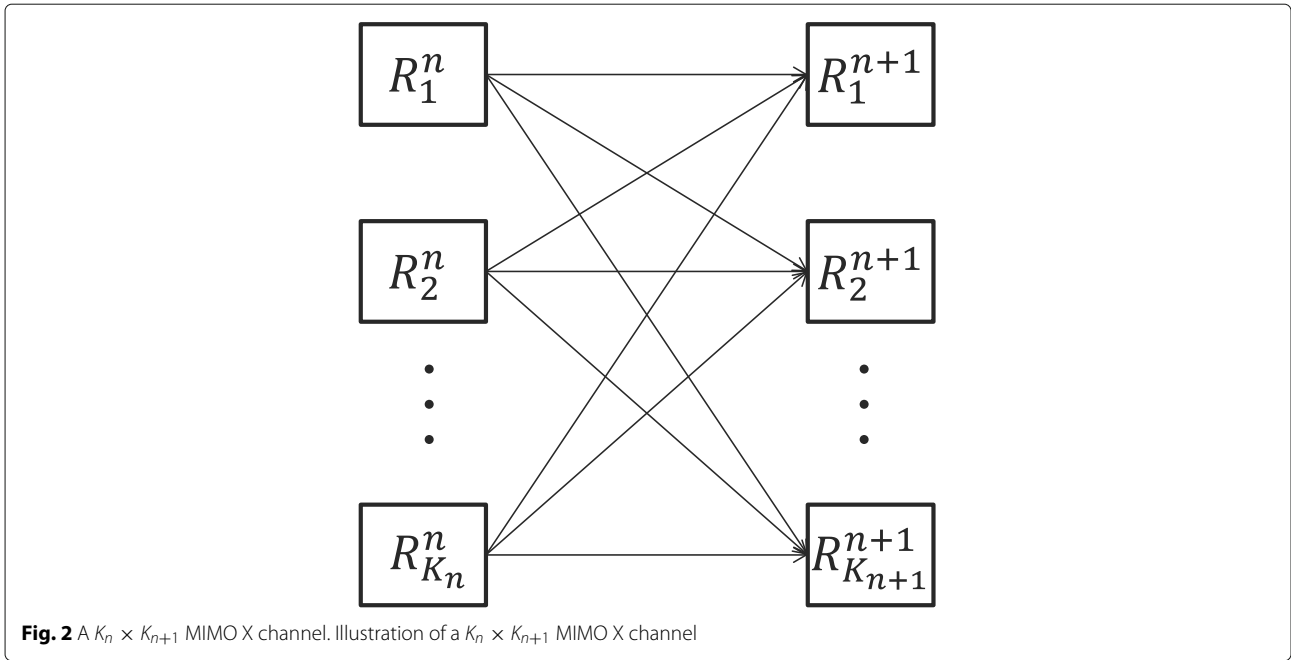 R_1^n R_1^{n+1}
R_2^n R_2^{n+1}
R_{K_n}^n R_{K_{n+1}}^{n+1}
Fig. 2 A K_n × K_{n+1} MIMO X channel. Illustration of a K_n × K_{n+1} MIMO X channel